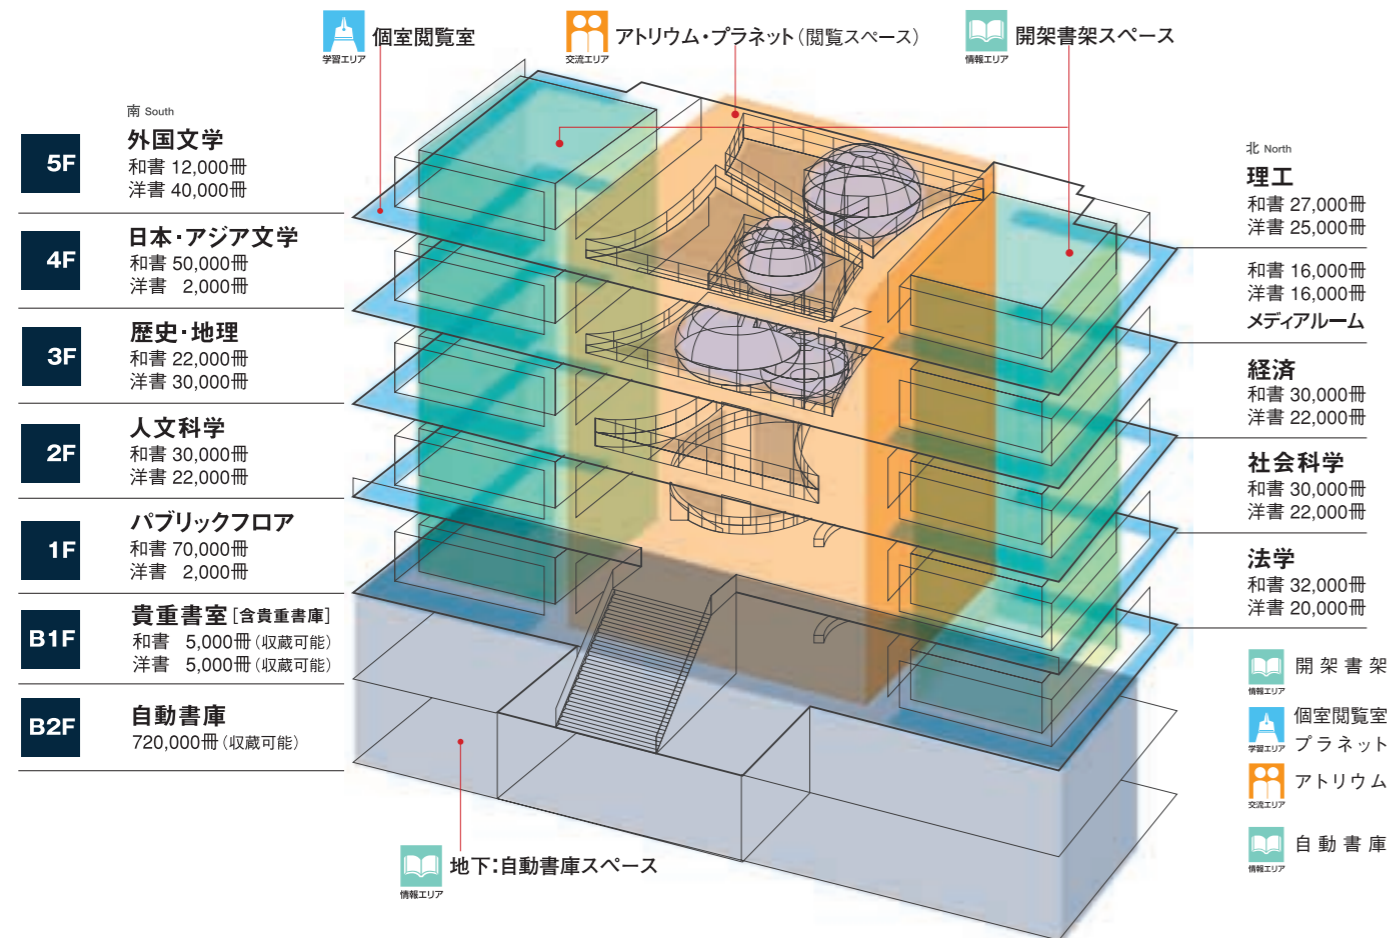 個室閲覧室
学習エリア
アトリウム・プラネット(閲覧スペース)
交流エリア
開架書架スペース
情報エリア
南 South
5F
外国文学
和書 12,000冊
洋書 40,000冊
4F
日本・アジア文学
和書 50,000冊
洋書 2,000冊
3F
歴史・地理
和書 22,000冊
洋書 30,000冊
2F
人文科学
和書 30,000冊
洋書 22,000冊
1F
パブリックフロア
和書 70,000冊
洋書 2,000冊
B1F
貴重書室[含貴重書庫]
和書 5,000冊(収蔵可能)
洋書 5,000冊(収蔵可能)
B2F
自動書庫
720,000冊(収蔵可能)
北 North
理工
和書 27,000冊
洋書 25,000冊
和書 16,000冊
洋書 16,000冊
メディアルーム
経済
和書 30,000冊
洋書 22,000冊
社会科学
和書 30,000冊
洋書 22,000冊
法学
和書 32,000冊
洋書 20,000冊
開架書架
情報エリア
個室閲覧室
プラネット
学習エリア
アトリウム
交流エリア
自動書庫
情報エリア
地下:自動書庫スペース
情報エリア